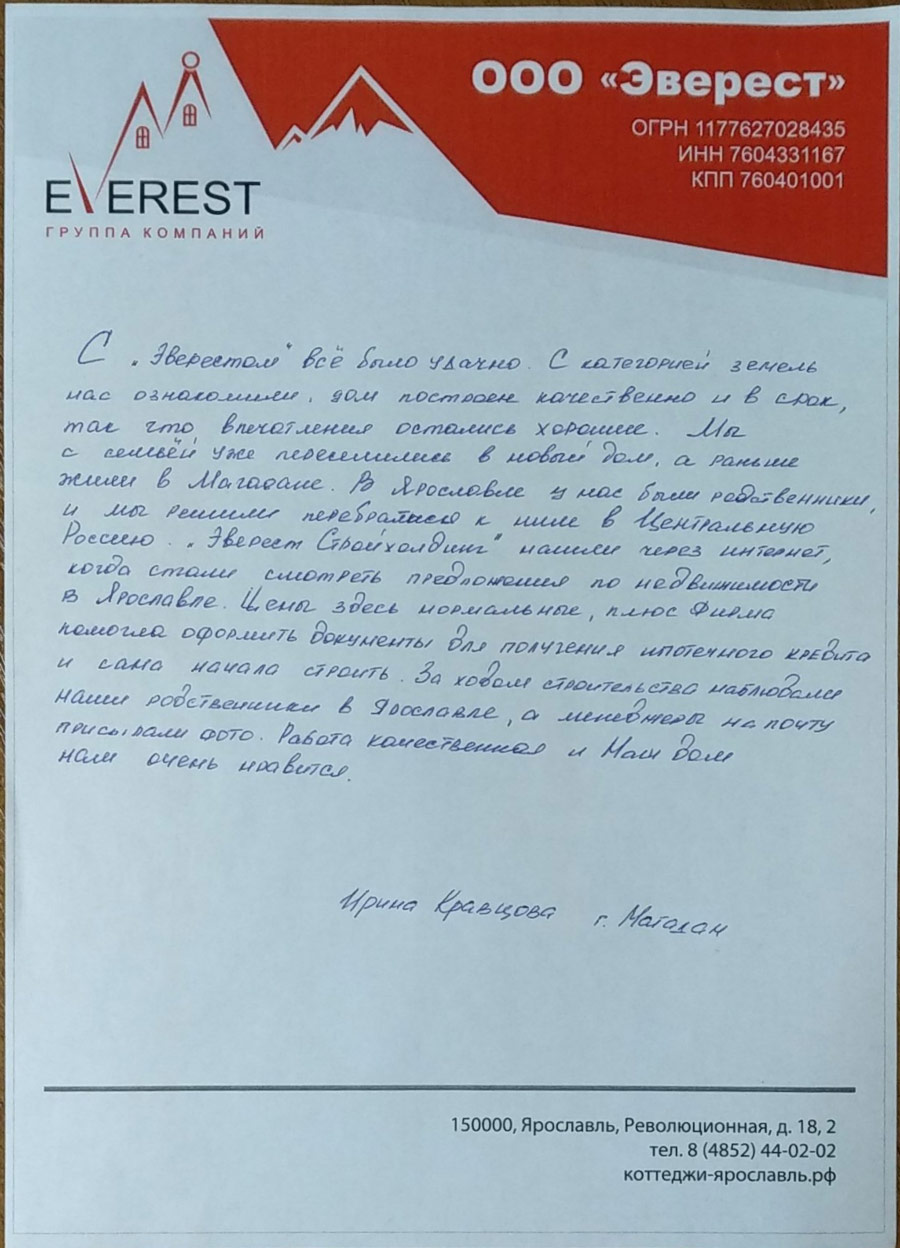 ООО «Эверест»
ОГРН 1177627028435
ИНН 7604331167
КПП 760401001
EVEREST
ГРУППА КОМПАНИЙ
С „Эверестом" всё было удачно. С категорией земель
нас ознакомили, дом построен качественно и в срок,
так что впечатления остались хорошие. Мы
с семьёй уже переселились в новый дом, а раньше
жили в Магадане. В Ярославле у нас были родственники,
и мы решили перебраться к ним в Центральную
Россию. „Эверест Стройхолдинг" нашли через интернет,
когда стали смотреть предложения по недвижимости
в Ярославле. Цены здесь нормальные, плюс Фирма
помогла оформить документы для получения ипотечного кредита
и сама начала строить. За ходом строительства наблюдали
наши родственники в Ярославле, а менеджеры на почту
присылали фото. Работа качественная и Наш дом
нам очень нравится.
Ирина Кравцова г. Магадан
150000, Ярославль, Революционная, д. 18, 2
тел. 8 (4852) 44-02-02
коттеджи-ярославль.рф